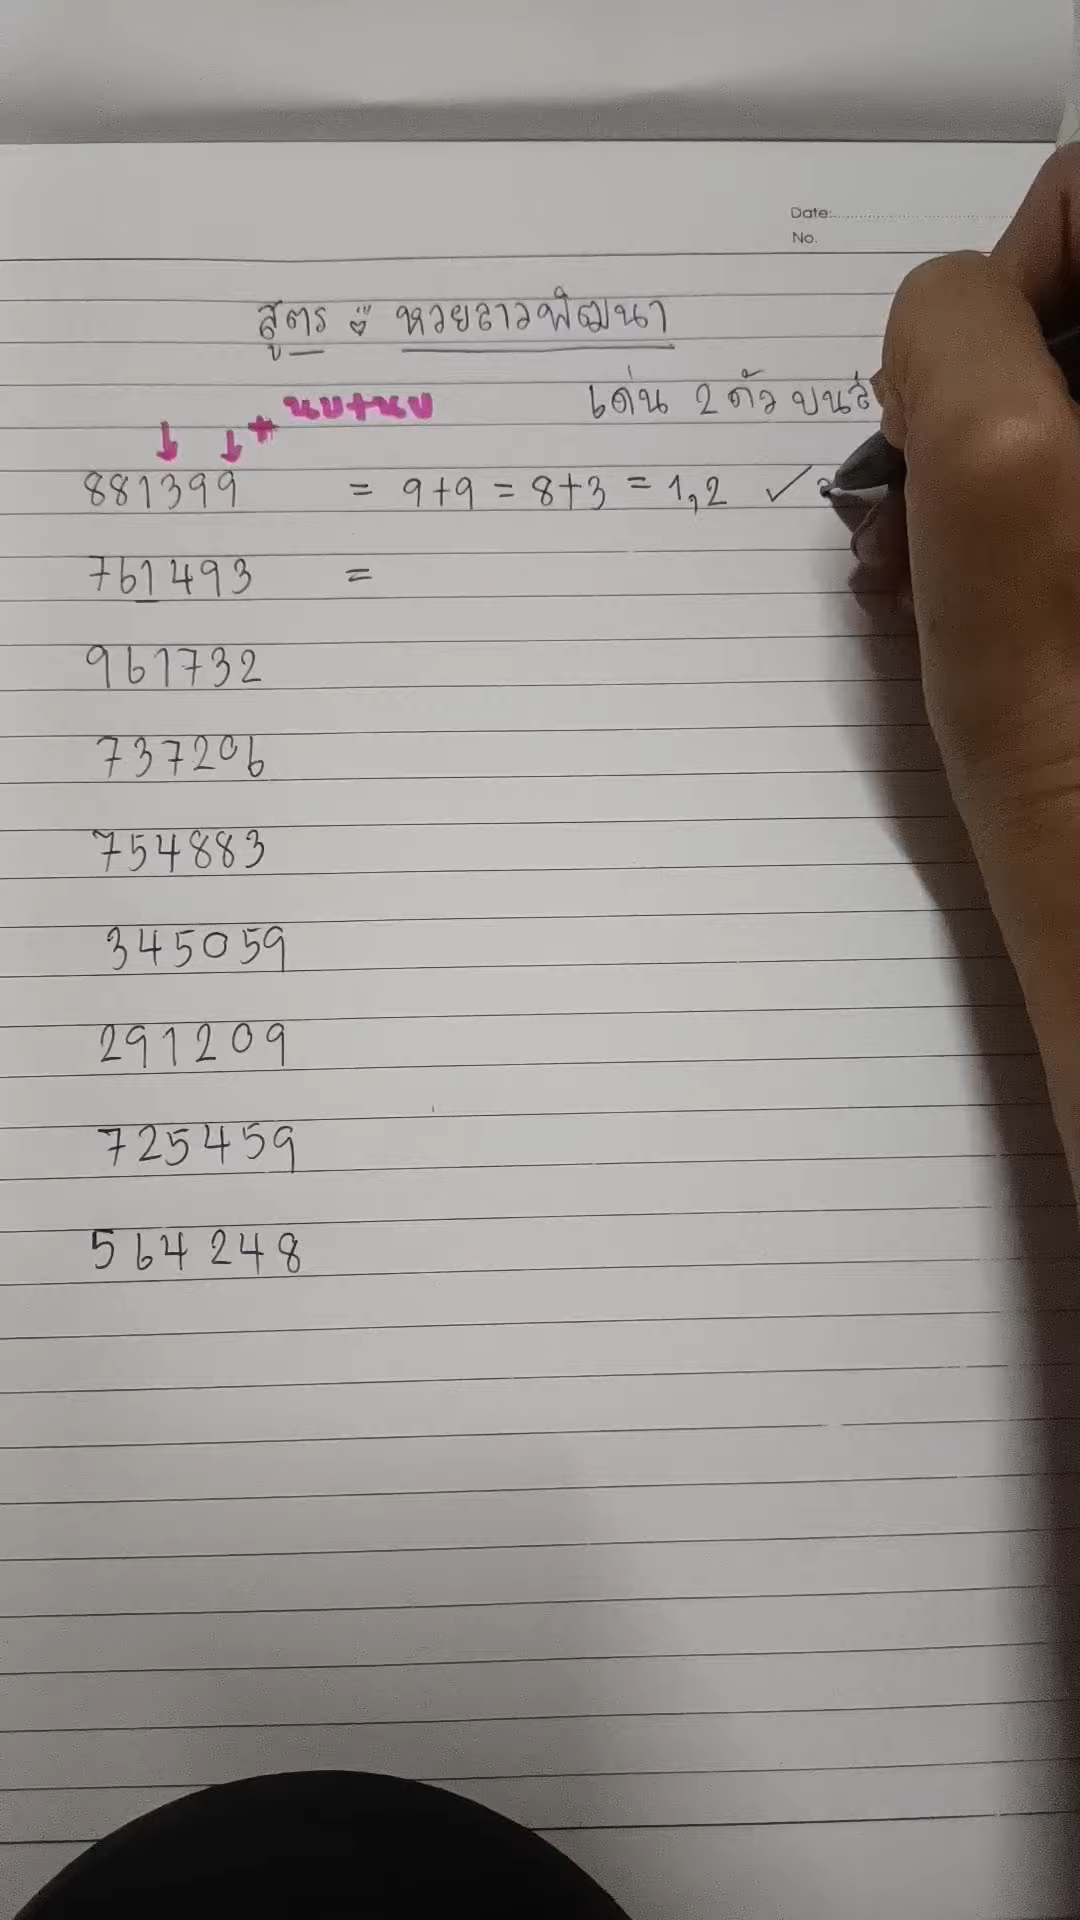 Date:
No.
สูตร หวยลาวพัฒนา
เด่น 2 ตัว บน
* นบ+บน
881399 = 9+9 = 8+3 = 1,2 ✓
761493 =
961732
737206
754883
345059
291209
725459
564248